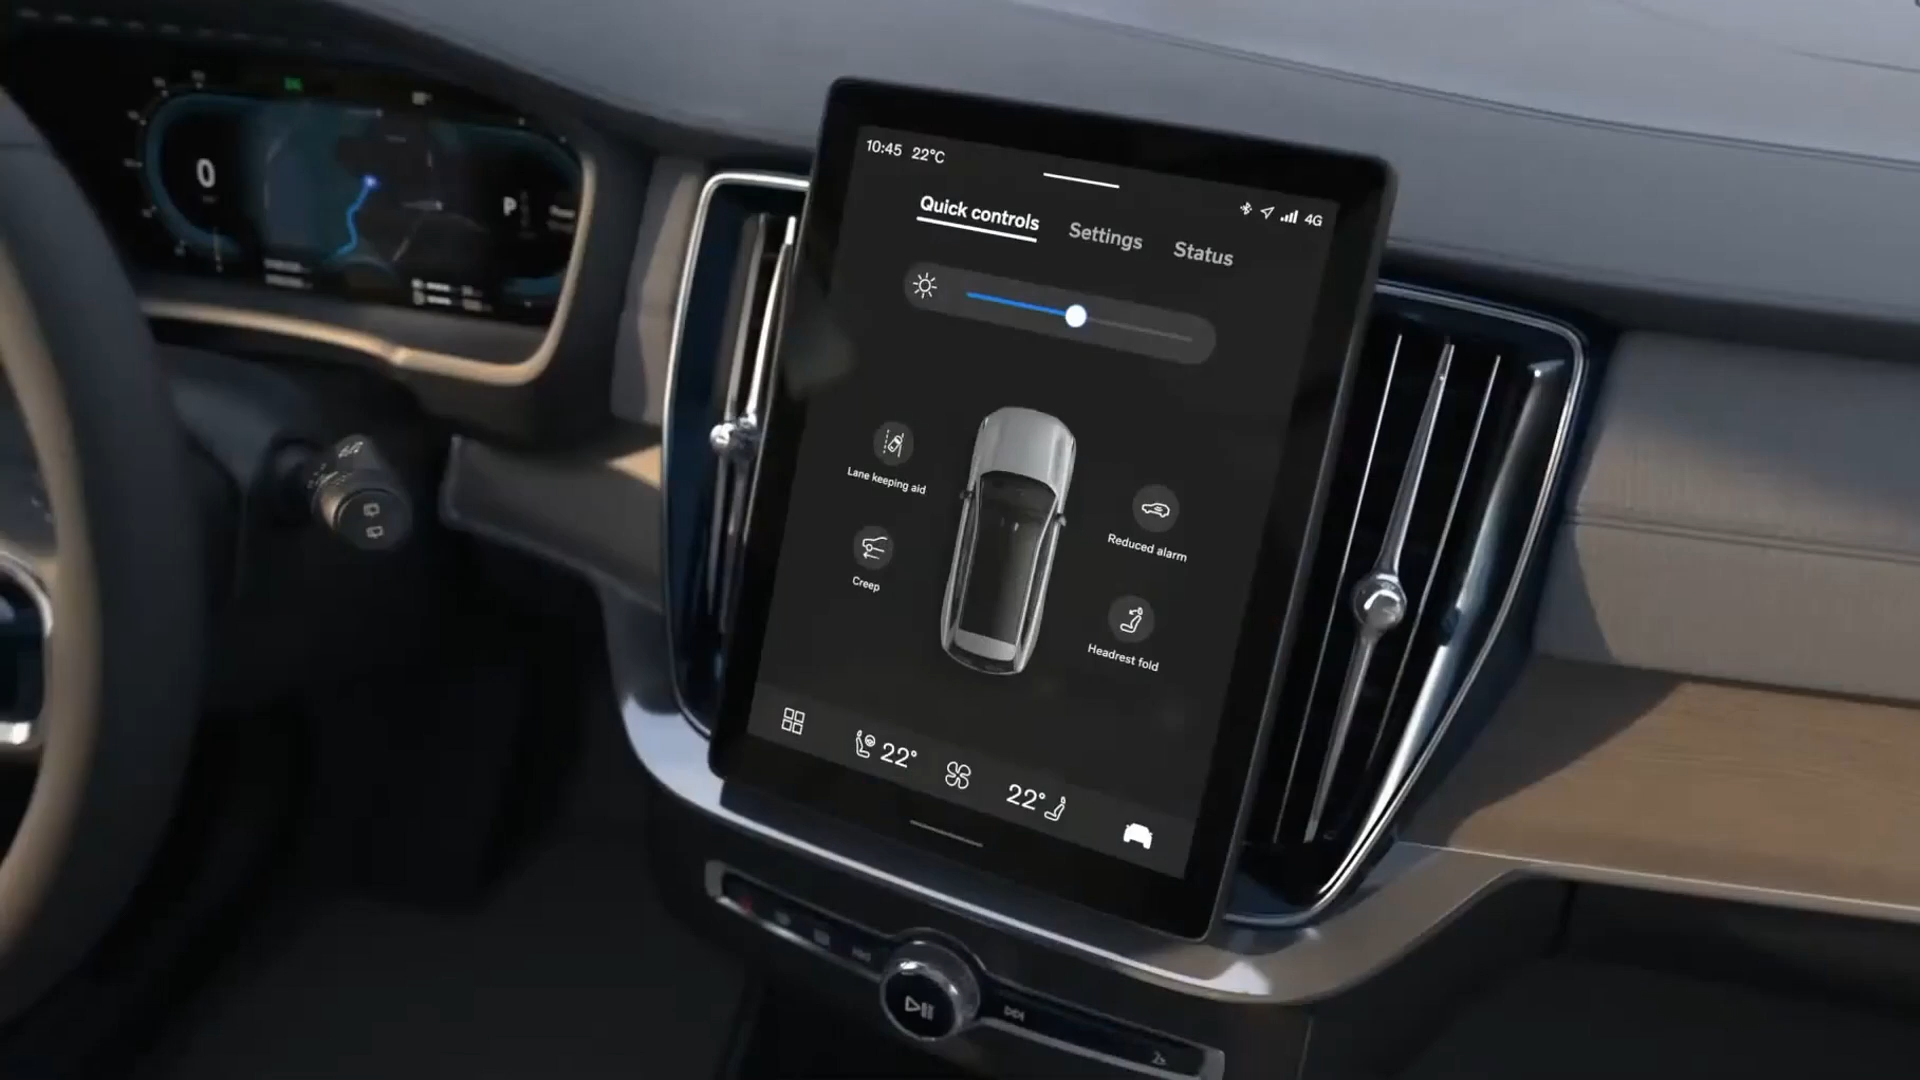 0
P
10:45 22°C
4G
Quick controls
Settings
Status
Lane keeping aid
Reduced alarm
Creep
Headrest fold
22°
22°